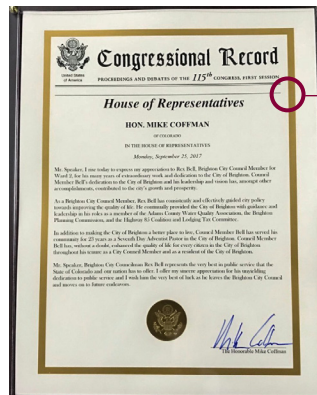 Congressional Record
United States
of America
PROCEEDINGS AND DEBATES OF THE 115th CONGRESS, FIRST SESSION
House of Representatives
HON. MIKE COFFMAN
OF COLORADO
IN THE HOUSE OF REPRESENTATIVES
Monday, September 25, 2017
Mr. Speaker, I rise today to express my appreciation to Rex Bell, Brighton City Council Member for
Ward 2, for his many years of extraordinary work and dedication to the City of Brighton. Council
Member Bell's dedication to the City of Brighton and his leadership and vision has, amongst other
accomplishments, contributed to the city's growth and prosperity.
As a Brighton City Council Member, Rex Bell has consistently and effectively guided city policy
towards improving the quality of life. He continually provided the City of Brighton with guidance and
leadership in his roles as a member of the Adams County Water Quality Association, the Brighton
Planning Commission, and the Highway 85 Coalition and Lodging Tax Committee.
In addition to making the City of Brighton a better place to live, Council Member Bell has served his
community for 23 years as a Seventh Day Adventist Pastor in the City of Brighton. Council Member
Bell has, without a doubt, enhanced the quality of life for every citizen in the City of Brighton
throughout his tenure as a City Council Member and as a resident of the City of Brighton.
Mr. Speaker, Brighton City Councilman Rex Bell represents the very best in public service that the
State of Colorado and our nation has to offer. I offer my sincere appreciation for his unyielding
dedication to public service and I wish him the very best of luck as he leaves the Brighton City Council
and moves on to future endeavors.
The Honorable Mike Coffman